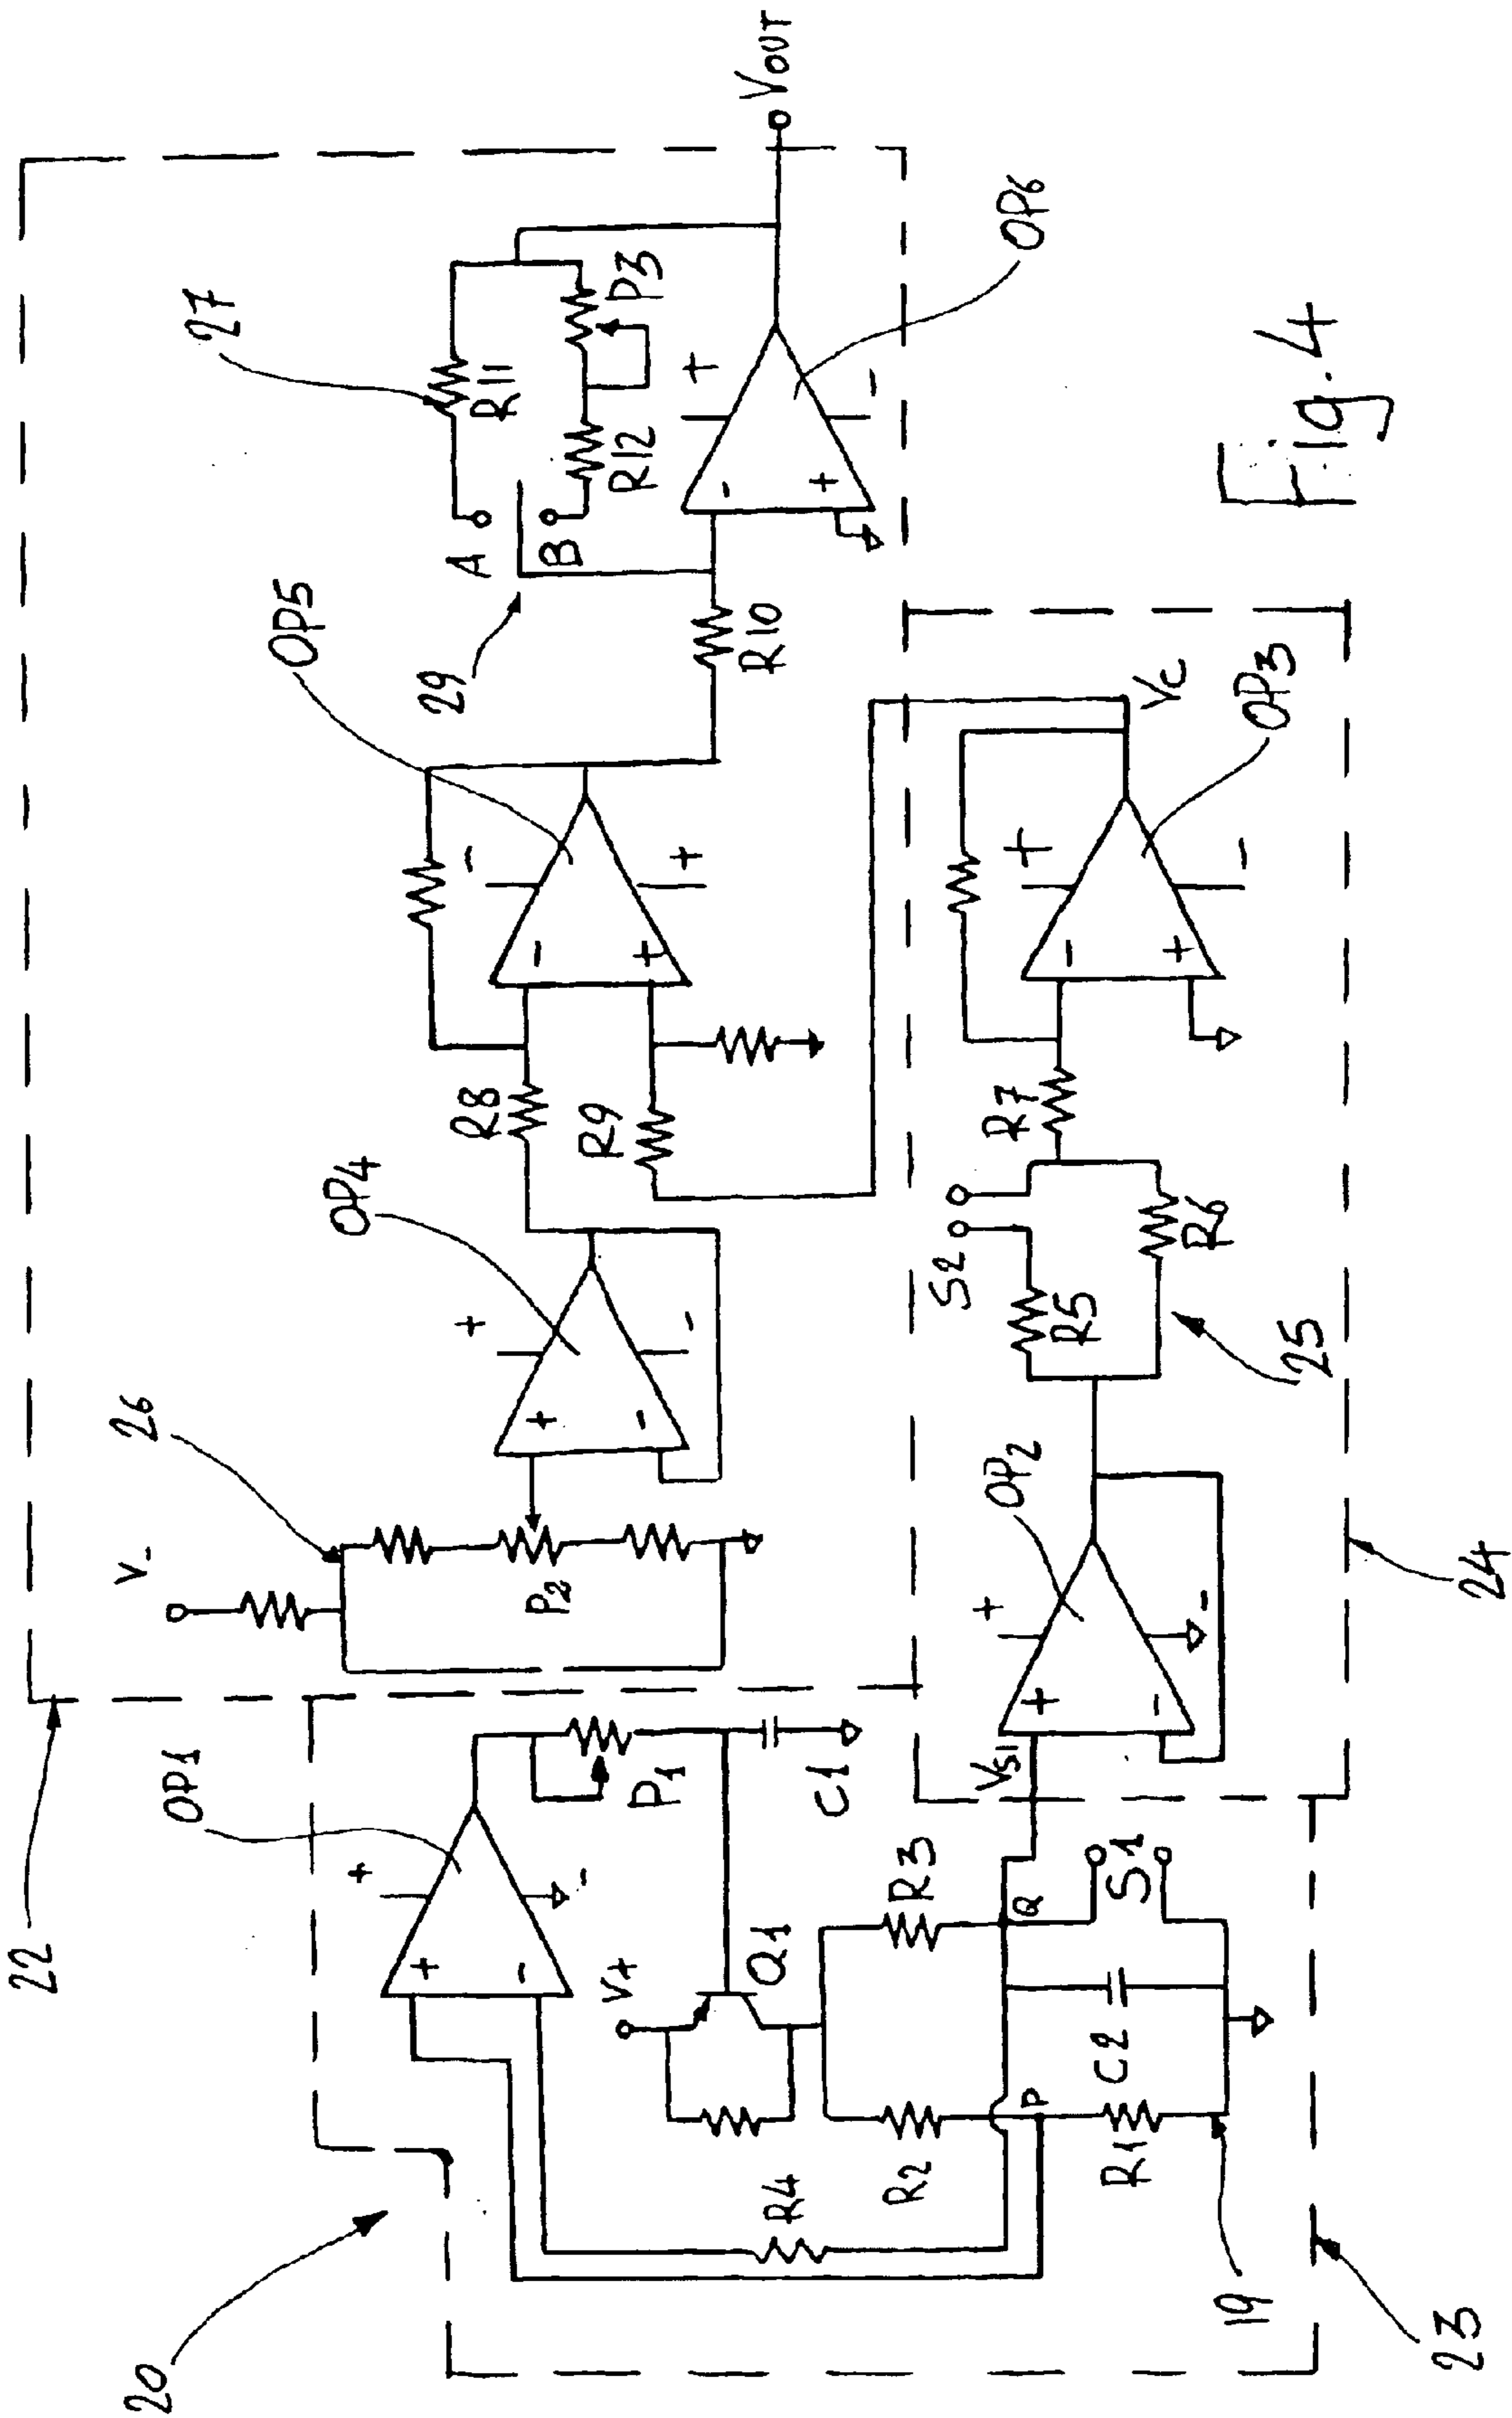 22
20
OP1
+
+
-
-
V+
Q1
P1
C1
R4
R2
R3
P
Q
R1
C2
S1
19
23
V-
26
P2
OP4
+
+
-
-
R8
R9
OP5
-
-
+
+
29
27
A
B
R11
R12
P3
R10
+
-
+
-
OP6
VOUT
VS1
OP2
+
+
-
-
S2
R5
R6
25
R7
+
-
+
-
OP3
VC
24
Fig. 4